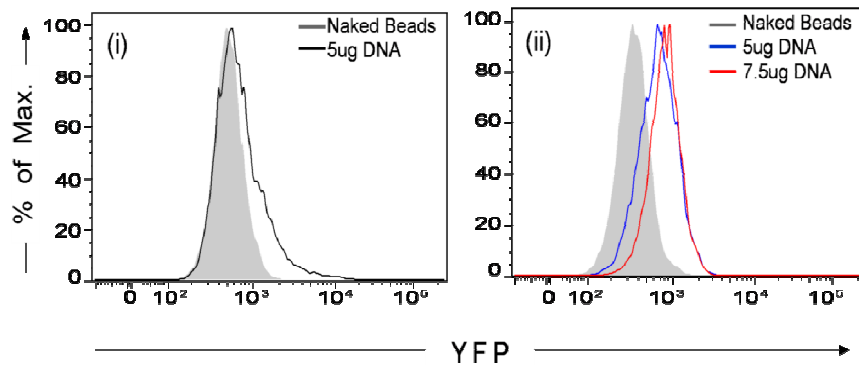 % of Max.
(i)
Naked Beads
5ug DNA
100
80
60
40
20
0
0 10² 10³ 10⁴ 10⁵
(ii)
Naked Beads
5ug DNA
7.5ug DNA
100
80
60
40
20
0
0 10² 10³ 10⁴ 10⁵
YFP